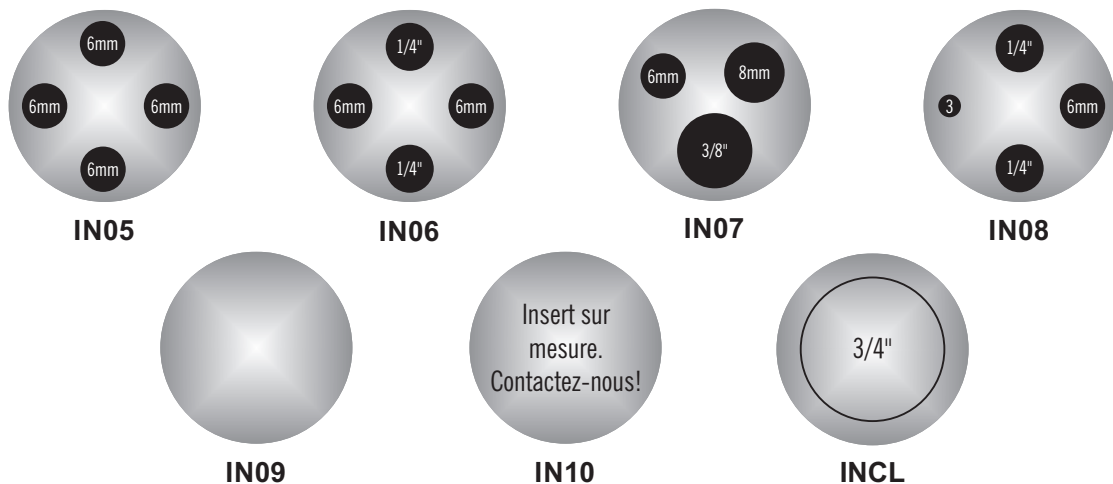 6mm
6mm
6mm
6mm
IN05
1/4"
6mm
6mm
1/4"
IN06
6mm
8mm
3/8"
IN07
1/4"
3
6mm
1/4"
IN08
IN09
Insert sur
mesure.
Contactez-nous!
IN10
3/4"
INCL